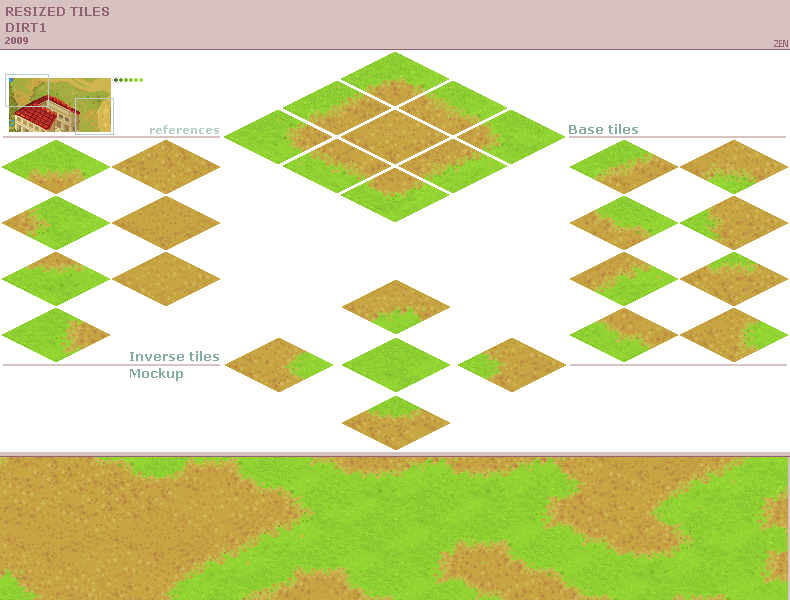 RESIZED TILES
DIRT1
2009
ZEN
references
Base tiles
Inverse tiles
Mockup